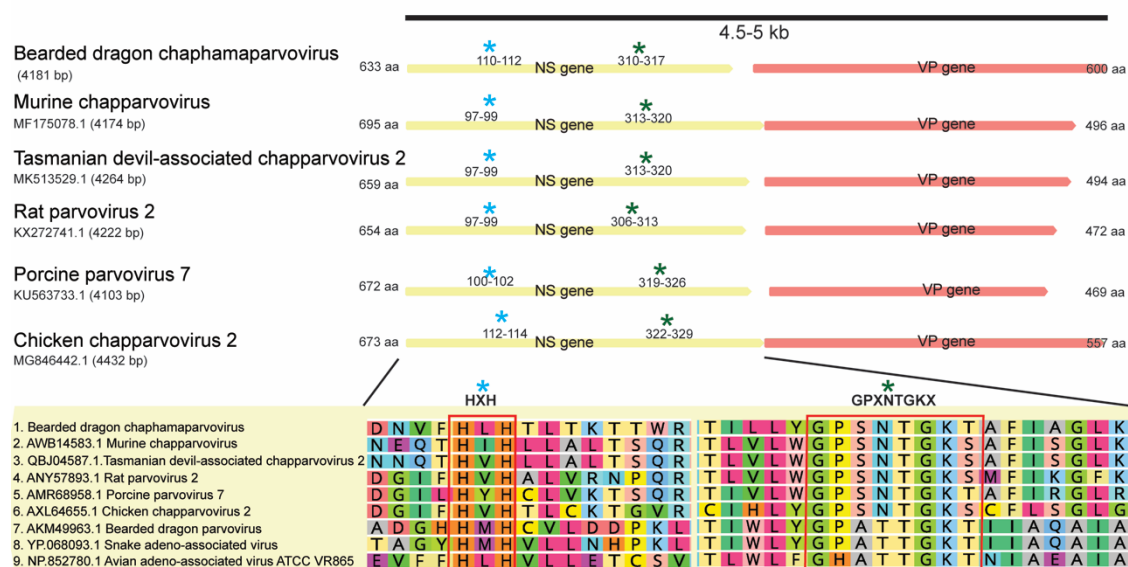 4.5-5 kb
Bearded dragon chaphamaparvovirus
(4181 bp)
633 aa
*
110-112
NS gene
*
310-317
VP gene
600 aa
Murine chapparvovirus
MF175078.1 (4174 bp)
695 aa
*
97-99
NS gene
*
313-320
VP gene
496 aa
Tasmanian devil-associated chapparvovirus 2
MK513529.1 (4264 bp)
659 aa
*
97-99
NS gene
*
313-320
VP gene
494 aa
Rat parvovirus 2
KX272741.1 (4222 bp)
654 aa
*
97-99
NS gene
*
306-313
VP gene
472 aa
Porcine parvovirus 7
KU563733.1 (4103 bp)
672 aa
*
100-102
NS gene
*
319-326
VP gene
469 aa
Chicken chapparvovirus 2
MG846442.1 (4432 bp)
673 aa
*
112-114
NS gene
*
322-329
VP gene
557 aa
* *
HXH GPXNTGKX
1. Bearded dragon chaphamaparvovirus D N V F H L H T L T K T T W R T I L L Y G P S N T G K T A F I A G L K
2. AWB14583.1 Murine chapparvovirus N E Q T H I H L L A L T S Q R T L V L W G P S N T G K S A F I S G L K
3. QBJ04587.1.Tasmanian devil-associated chapparvovirus 2 N N Q T H V H L L A L T S Q R T L V L W G P S N T G K S A F I S G L K
4. ANY57893.1 Rat parvovirus 2 D G I F H V H A L V R N P Q R T L V L W G P S N T G K S M F I K G F K
5. AMR68958.1 Porcine parvovirus 7 D G I L H Y H C L V K T S Q R T I V L W G P S N T G K T A F I R G L R
6. AXL64655.1 Chicken chapparvovirus 2 D G I F H V H T L C K T G V R C I H L Y G P S N T G K S C F L S G L G
7. AKM49963.1 Bearded dragon parvovirus A D G H H M H C V L D D P K L T I W L Y G P A T T G K T I I A Q A I A
8. YP.068093.1 Snake adeno-associated virus T A G Y H M H V L L N H P K L T I W L Y G P A T T G K T I I A Q A I A
9. NP.852780.1 Avian adeno-associated virus ATCC VR865 E V F F H L H V L L E T C S V T L W L F G H A T T G K T N I A E A I A